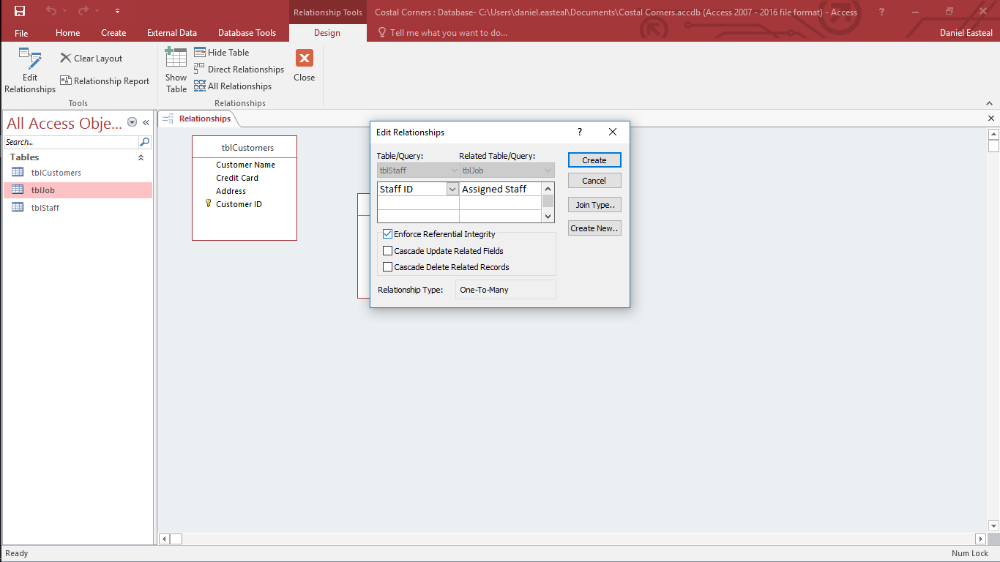 Relationship Tools
Costal Corners : Database- C:\Users\daniel.easteal\Documents\Costal Corners.accdb (Access 2007 - 2016 file format) - Access
?
File
Home
Create
External Data
Database Tools
Design
Tell me what you want to do...
Daniel Easteal
Edit
Relationships
Clear Layout
Relationship Report
Tools
Show
Table
Hide Table
Direct Relationships
All Relationships
Relationships
Close
All Access Obje...
Search...
Tables
tblCustomers
tblJob
tblStaff
Relationships
tblCustomers
Customer Name
Credit Card
Address
Customer ID
Edit Relationships
?
Table/Query:
Related Table/Query:
tblStaff
tblJob
Staff ID
Assigned Staff
Enforce Referential Integrity
Cascade Update Related Fields
Cascade Delete Related Records
Relationship Type:
One-To-Many
Create
Cancel
Join Type..
Create New..
Ready
Num Lock